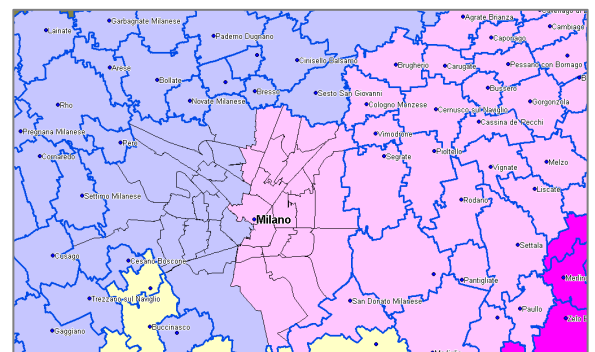 Agrate Brianza
Garbagnate Milanese
Cambiago
Lainate
Paderno Dugnano
Caponago
Cinisello Balsamo
Arese
Brugherio
Carugate
Pessano con Bornago
Bollate
Bussero
Bresso
Sesto San Giovanni
Novate Milanese
Gorgonzola
Rho
Cologno Monzese
Cernusco sul Naviglio
Cassina de'Pecchi
Pregnana Milanese
Vimodrone
Pero
Pioltello
Cornaredo
Segrate
Melzo
Vignate
Liscate
Settimo Milanese
Rodano
Milano
Settala
Cusago
Cesano Boscone
Pantigliate
Trezzano sul Naviglio
San Donato Milanese
Paullo
Buccinasco
Gaggiano